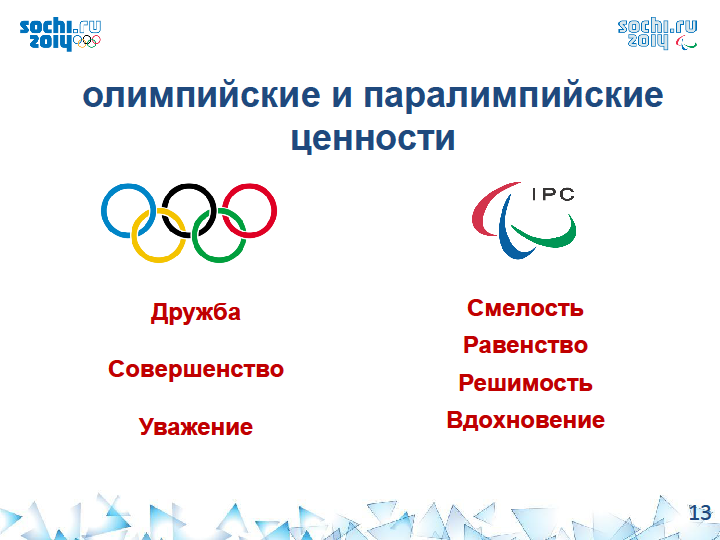 sochi.ru
2014
sochi.ru
2014
олимпийские и паралимпийские
ценности
IPC
Дружба
Совершенство
Уважение
Смелость
Равенство
Решимость
Вдохновение
13